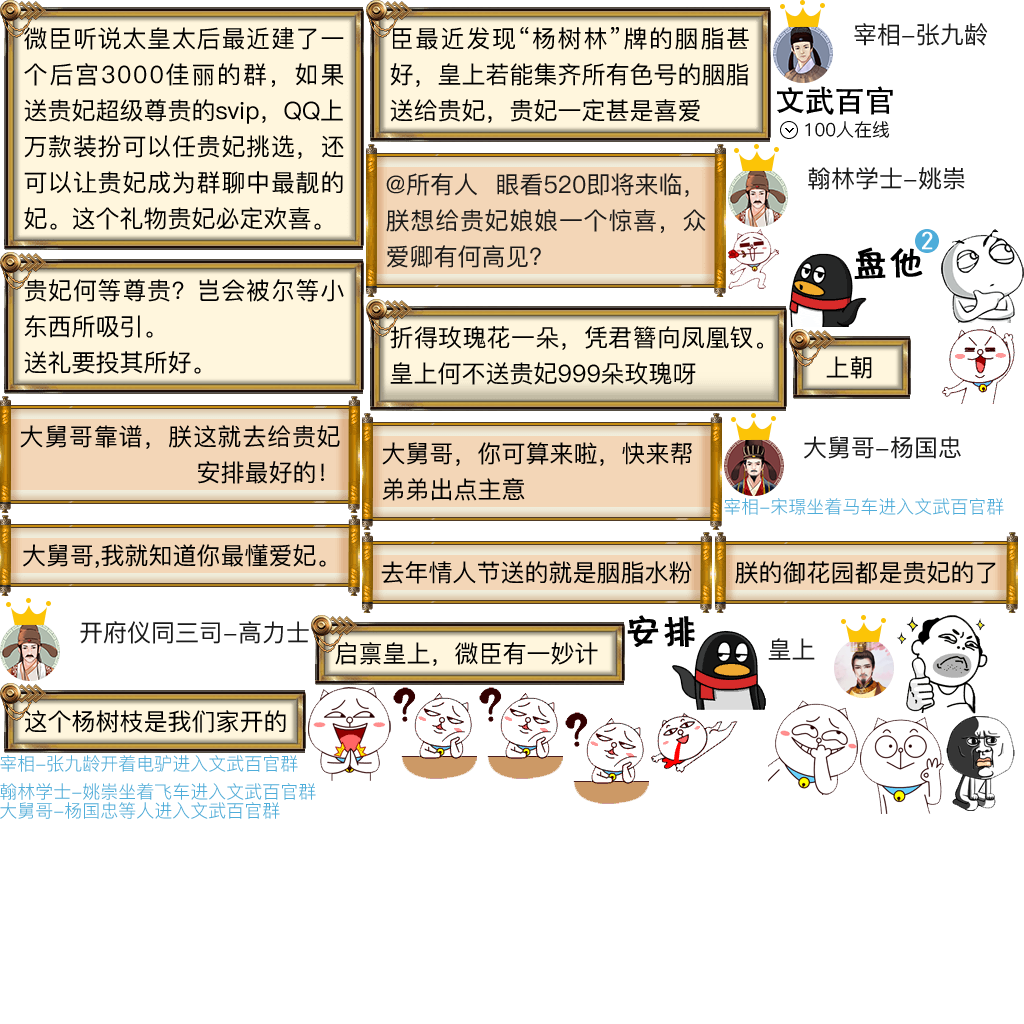 微臣听说太皇太后最近建了一
个后宫3000佳丽的群，如果
送贵妃超级尊贵的svip，QQ上
万款装扮可以任贵妃挑选，还
可以让贵妃成为群聊中最靓的
妃。这个礼物贵妃必定欢喜。
臣最近发现“杨树林”牌的胭脂甚
好，皇上若能集齐所有色号的胭脂
送给贵妃，贵妃一定甚是喜爱
宰相-张九龄
文武百官
100人在线
@所有人 眼看520即将来临，
朕想给贵妃娘娘一个惊喜，众
爱卿有何高见？
翰林学士-姚崇
盘他
2
贵妃何等尊贵？岂会被尔等小
东西所吸引。
送礼要投其所好。
折得玫瑰花一朵，凭君簪向凤凰钗。
皇上何不送贵妃999朵玫瑰呀
上朝
大舅哥靠谱，朕这就去给贵妃
安排最好的！
大舅哥，你可算来啦，快来帮
弟弟出点主意
大舅哥-杨国忠
宰相-宋璟坐着马车进入文武百官群
大舅哥,我就知道你最懂爱妃。
去年情人节送的就是胭脂水粉
朕的御花园都是贵妃的了
开府仪同三司-高力士
启禀皇上，微臣有一妙计
安排
皇上
这个杨树枝是我们家开的
?
?
?
宰相-张九龄开着电驴进入文武百官群
翰林学士-姚崇坐着飞车进入文武百官群
大舅哥-杨国忠等人进入文武百官群